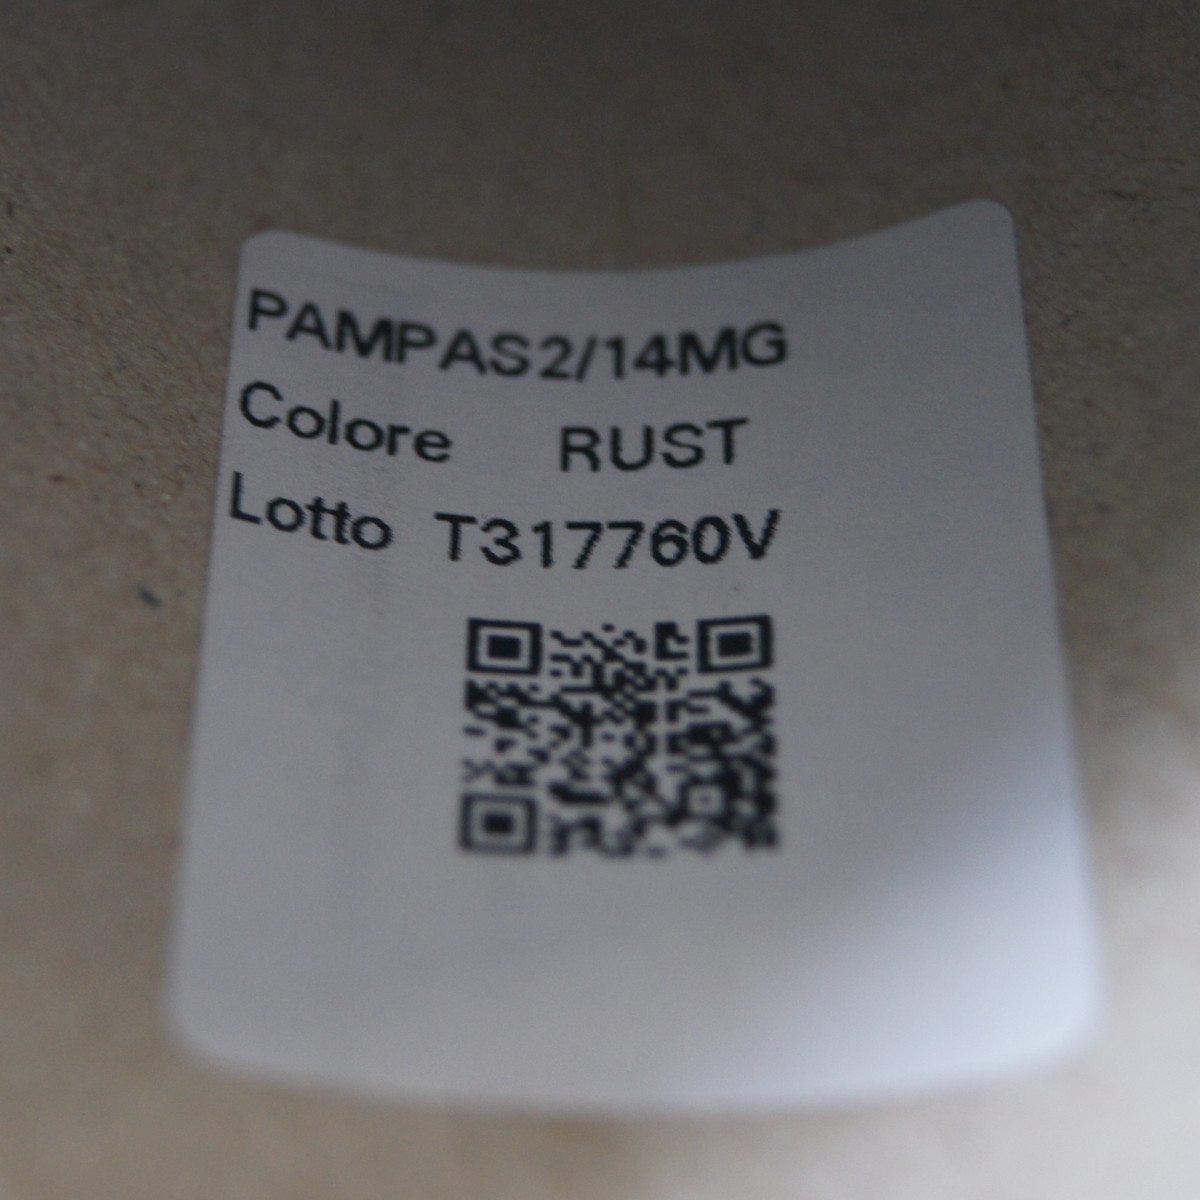 PAMPAS2/14MG
Colore RUST
Lotto T317760V